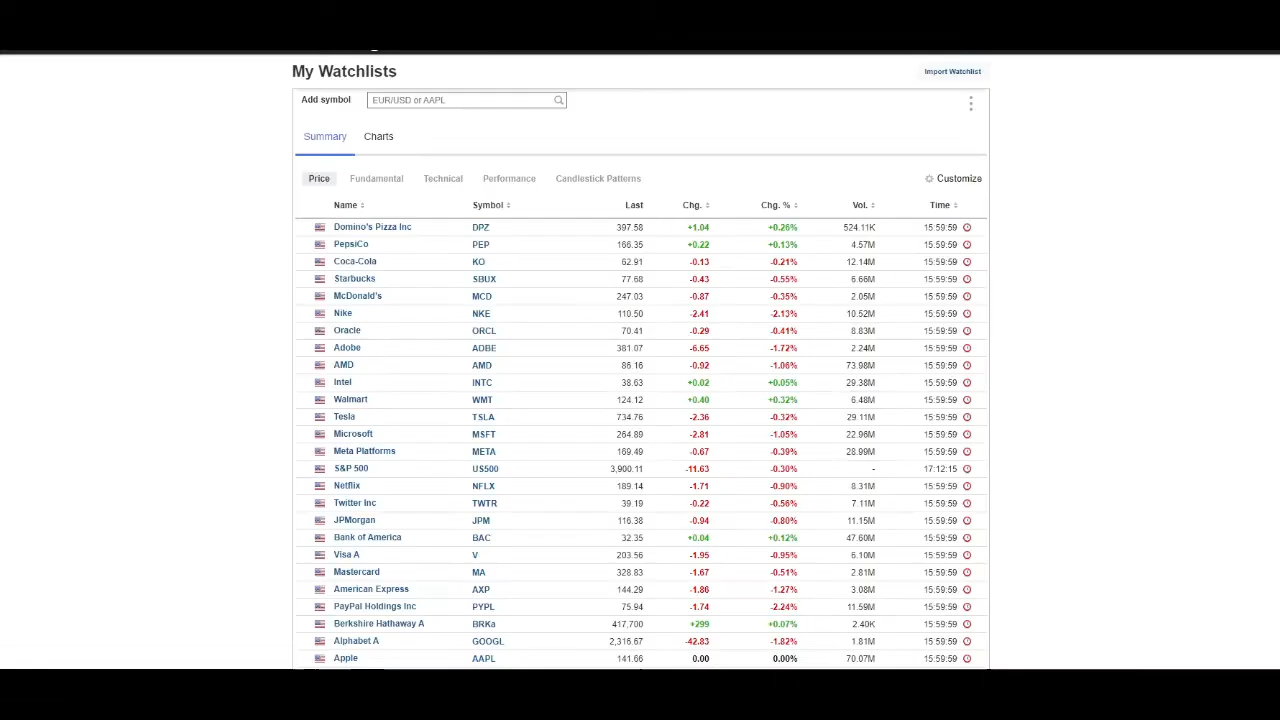 My Watchlists Import Watchlist
Add symbol EUR/USD or AAPL
Summary Charts
Price Fundamental Technical Performance Candlestick Patterns Customize
Name Symbol Last Chg. Chg. % Vol. Time
Domino's Pizza Inc DPZ 397.58 +1.04 +0.26% 524.11K 15:59:59
PepsiCo PEP 166.35 +0.22 +0.13% 4.57M 15:59:59
Coca-Cola KO 62.91 -0.13 -0.21% 12.14M 15:59:59
Starbucks SBUX 77.68 -0.43 -0.55% 6.66M 15:59:59
McDonald's MCD 247.03 -0.87 -0.35% 2.05M 15:59:59
Nike NKE 110.50 -2.41 -2.13% 10.52M 15:59:59
Oracle ORCL 70.41 -0.29 -0.41% 8.83M 15:59:59
Adobe ADBE 381.07 -6.65 -1.72% 2.24M 15:59:59
AMD AMD 86.16 -0.92 -1.06% 73.98M 15:59:59
Intel INTC 38.63 +0.02 +0.05% 29.38M 15:59:59
Walmart WMT 124.12 +0.40 +0.32% 6.48M 15:59:59
Tesla TSLA 734.76 -2.36 -0.32% 29.11M 15:59:59
Microsoft MSFT 264.89 -2.81 -1.05% 22.96M 15:59:59
Meta Platforms META 169.49 -0.67 -0.39% 28.99M 15:59:59
S&P 500 US500 3,900.11 -11.63 -0.30% - 17:12:15
Netflix NFLX 189.14 -1.71 -0.90% 8.31M 15:59:59
Twitter Inc TWTR 39.19 -0.22 -0.56% 7.11M 15:59:59
JPMorgan JPM 116.38 -0.94 -0.80% 11.15M 15:59:59
Bank of America BAC 32.35 +0.04 +0.12% 47.60M 15:59:59
Visa A V 203.56 -1.95 -0.95% 6.10M 15:59:59
Mastercard MA 328.83 -1.67 -0.51% 2.81M 15:59:59
American Express AXP 144.29 -1.86 -1.27% 3.08M 15:59:59
PayPal Holdings Inc PYPL 75.94 -1.74 -2.24% 11.59M 15:59:59
Berkshire Hathaway A BRKa 417,700 +299 +0.07% 2.40K 15:59:59
Alphabet A GOOGL 2,316.67 -42.83 -1.82% 1.81M 15:59:59
Apple AAPL 141.66 0.00 0.00% 70.07M 15:59:59